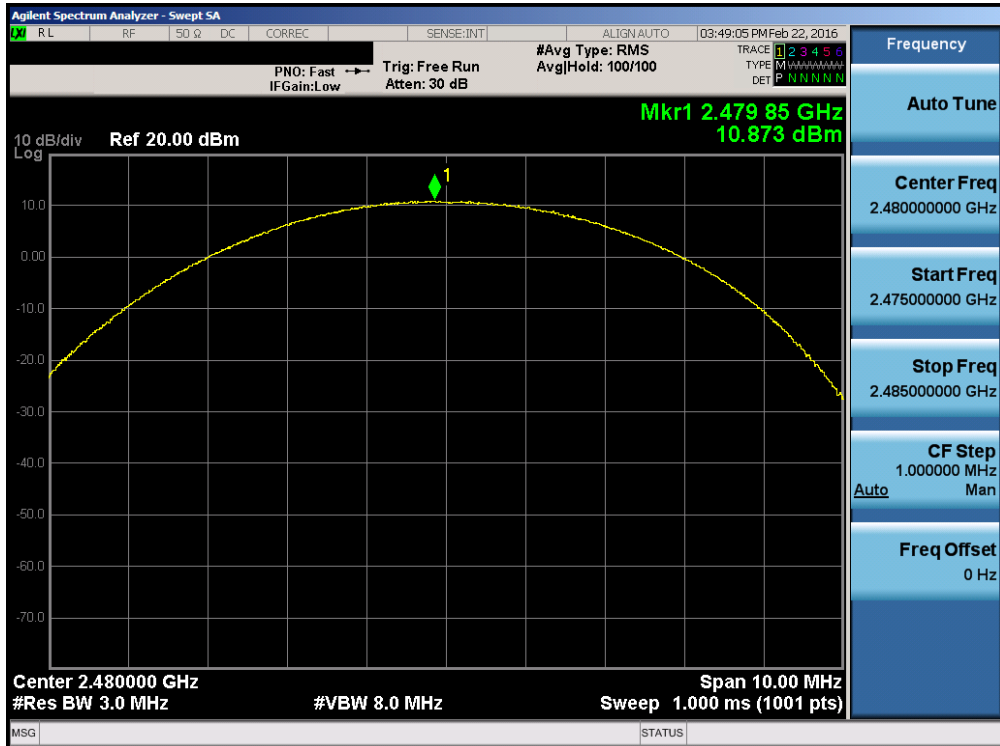 Agilent Spectrum Analyzer - Swept SA
LXI RL RF 50 Ω DC CORREC SENSE:INT ALIGN AUTO 03:49:05 PM Feb 22, 2016
PNO: Fast
IFGain:Low
Trig: Free Run
Atten: 30 dB
#Avg Type: RMS
Avg|Hold: 100/100
TRACE 1 2 3 4 5 6
TYPE M
DET P N N N N N
Mkr1 2.479 85 GHz
10.873 dBm
10 dB/div Ref 20.00 dBm
Log
1
10.0
0.00
-10.0
-20.0
-30.0
-40.0
-50.0
-60.0
-70.0
Center 2.480000 GHz Span 10.00 MHz
#Res BW 3.0 MHz #VBW 8.0 MHz Sweep 1.000 ms (1001 pts)
MSG STATUS
Frequency
Auto Tune
Center Freq
2.480000000 GHz
Start Freq
2.475000000 GHz
Stop Freq
2.485000000 GHz
CF Step
1.000000 MHz
Auto Man
Freq Offset
0 Hz